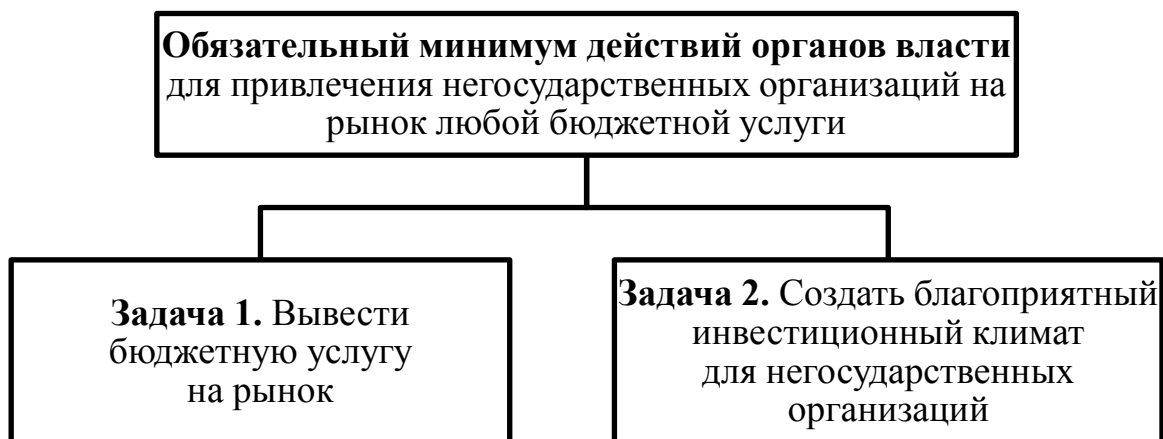 Обязательный минимум действий органов власти
для привлечения негосударственных организаций на
рынок любой бюджетной услуги
Задача 1. Вывести
бюджетную услугу
на рынок
Задача 2. Создать благоприятный
инвестиционный климат
для негосударственных
организаций